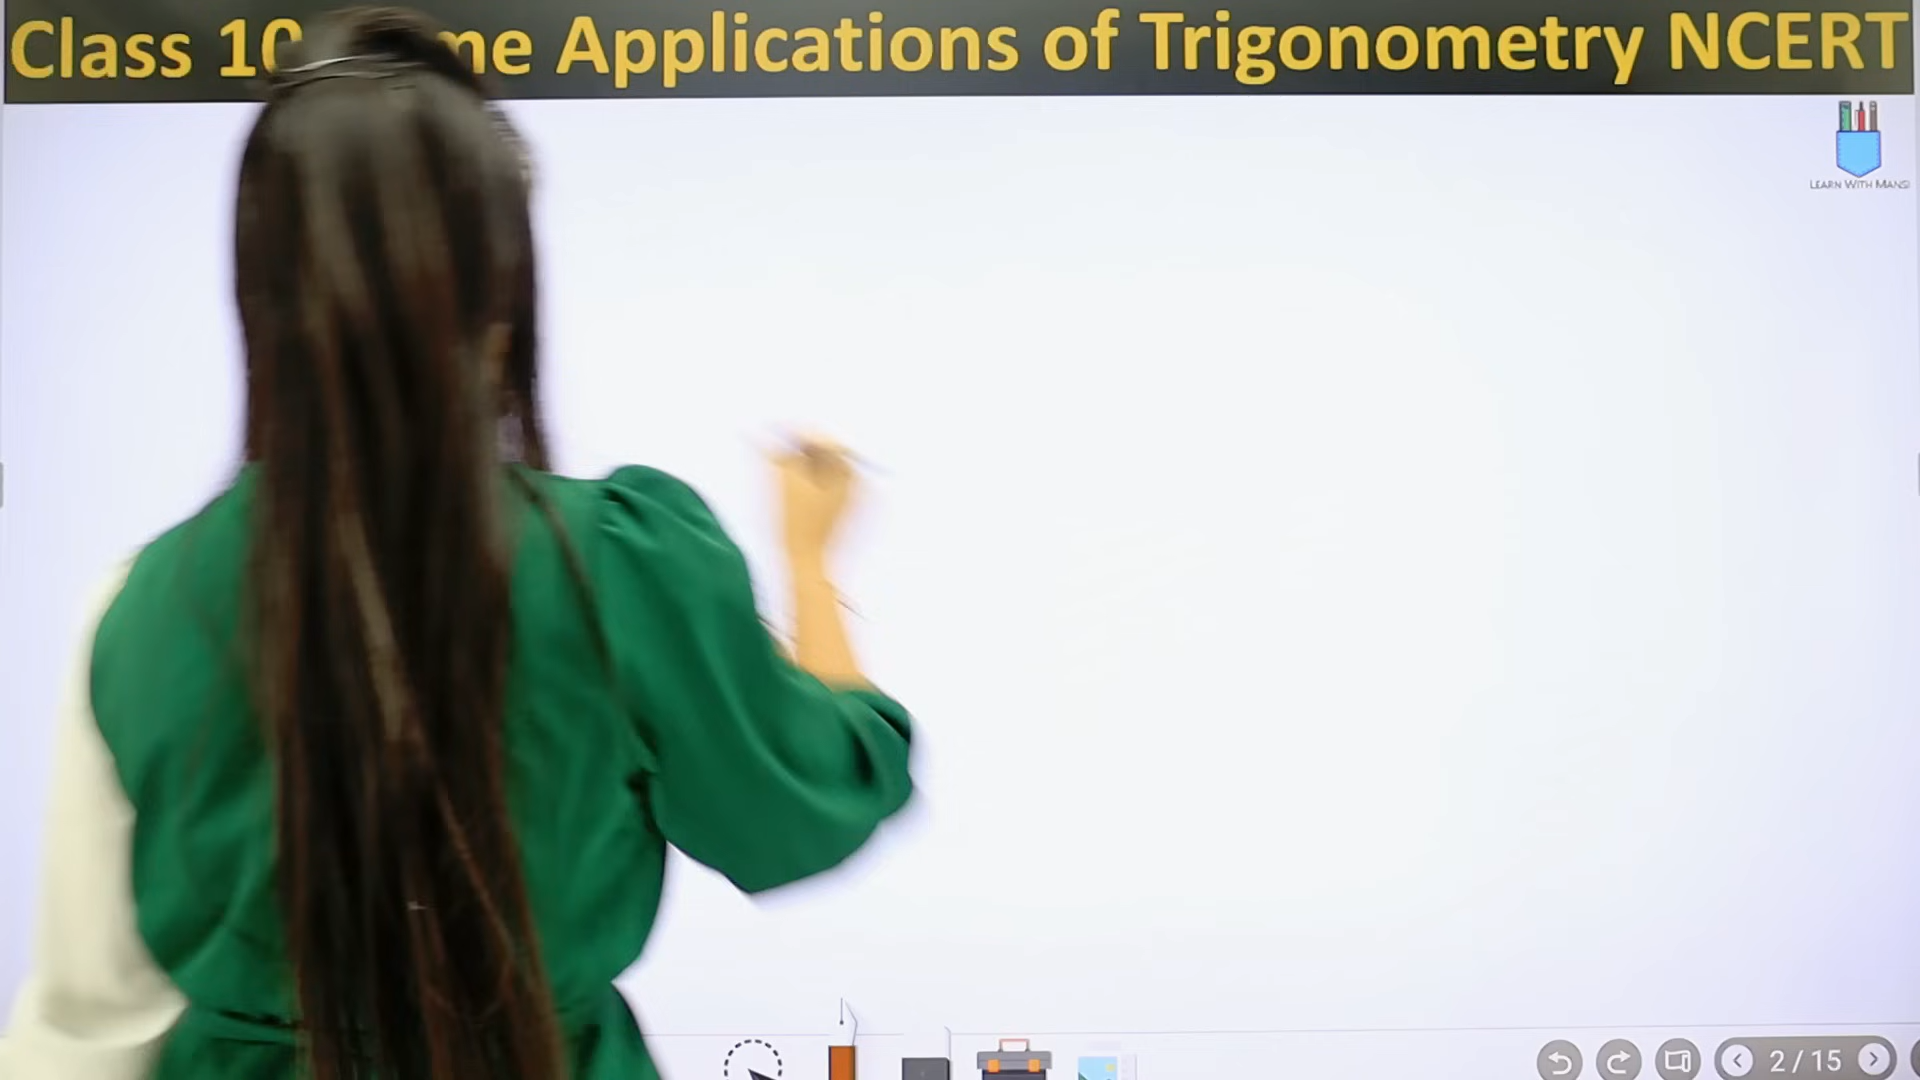 Class 10 me Applications of Trigonometry NCERT
LEARN WITH MANSI
2 / 15